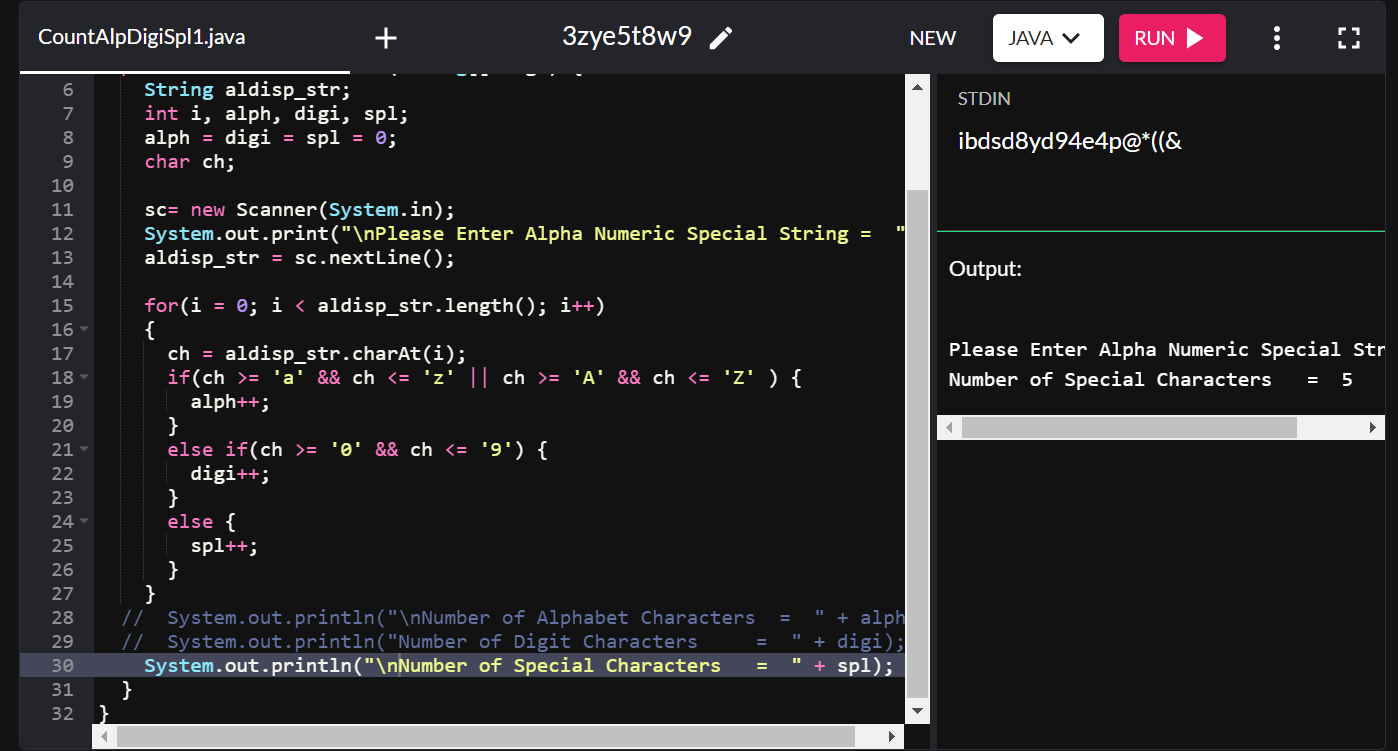 CountAlpDigiSpl1.java
+
3zye5t8w9
NEW
JAVA
RUN
6 String aldisp_str;
7 int i, alph, digi, spl;
8 alph = digi = spl = 0;
9 char ch;
10
11 sc= new Scanner(System.in);
12 System.out.print("\nPlease Enter Alpha Numeric Special String =  "
13 aldisp_str = sc.nextLine();
14
15 for(i = 0; i < aldisp_str.length(); i++)
16 {
17 ch = aldisp_str.charAt(i);
18 if(ch >= 'a' && ch <= 'z' || ch >= 'A' && ch <= 'Z' ) {
19 alph++;
20 }
21 else if(ch >= '0' && ch <= '9') {
22 digi++;
23 }
24 else {
25 spl++;
26 }
27 }
28 //  System.out.println("\nNumber of Alphabet Characters  =  " + alph
29 //  System.out.println("Number of Digit Characters     =  " + digi);
30 System.out.println("\nNumber of Special Characters   =  " + spl);
31 }
32 }
STDIN
ibdsd8yd94e4p@*((&
Output:
Please Enter Alpha Numeric Special Str
Number of Special Characters   =  5